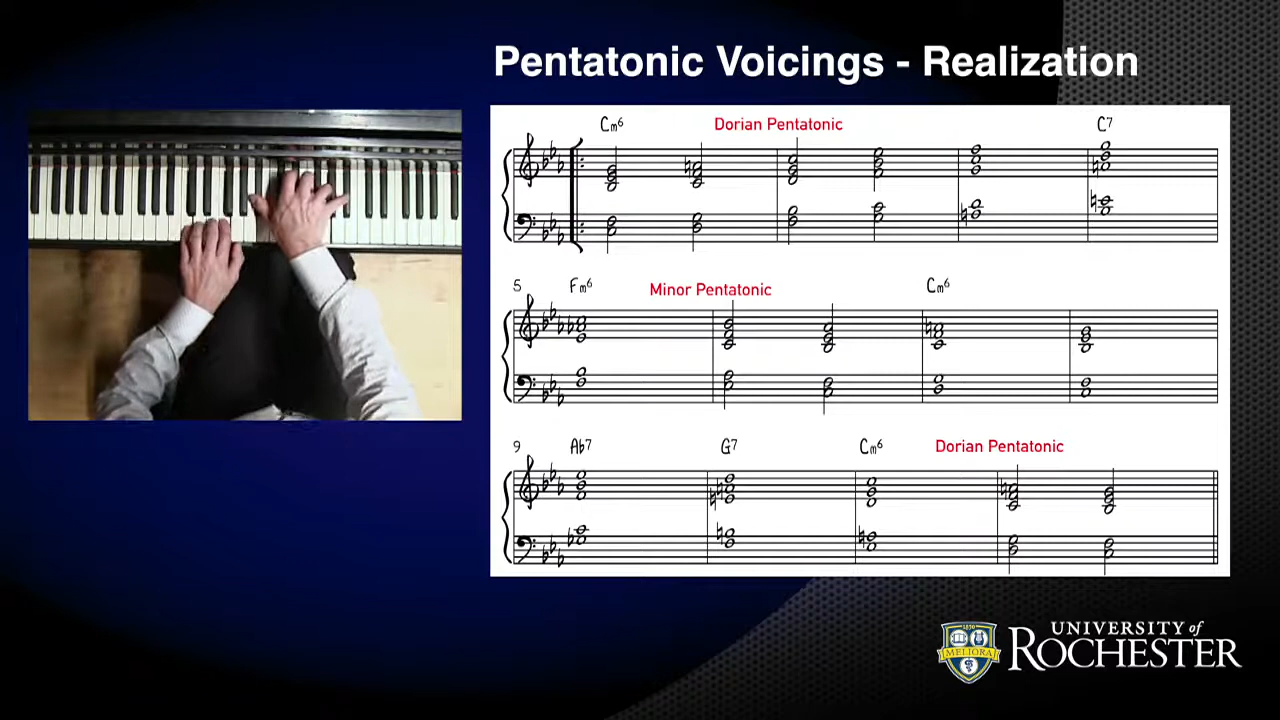 Pentatonic Voicings - Realization
Cm6 Dorian Pentatonic C7
5 Fm6 Minor Pentatonic Cm6
9 Ab7 G7 Cm6 Dorian Pentatonic
1850
MELIORA
UNIVERSITY of
ROCHESTER